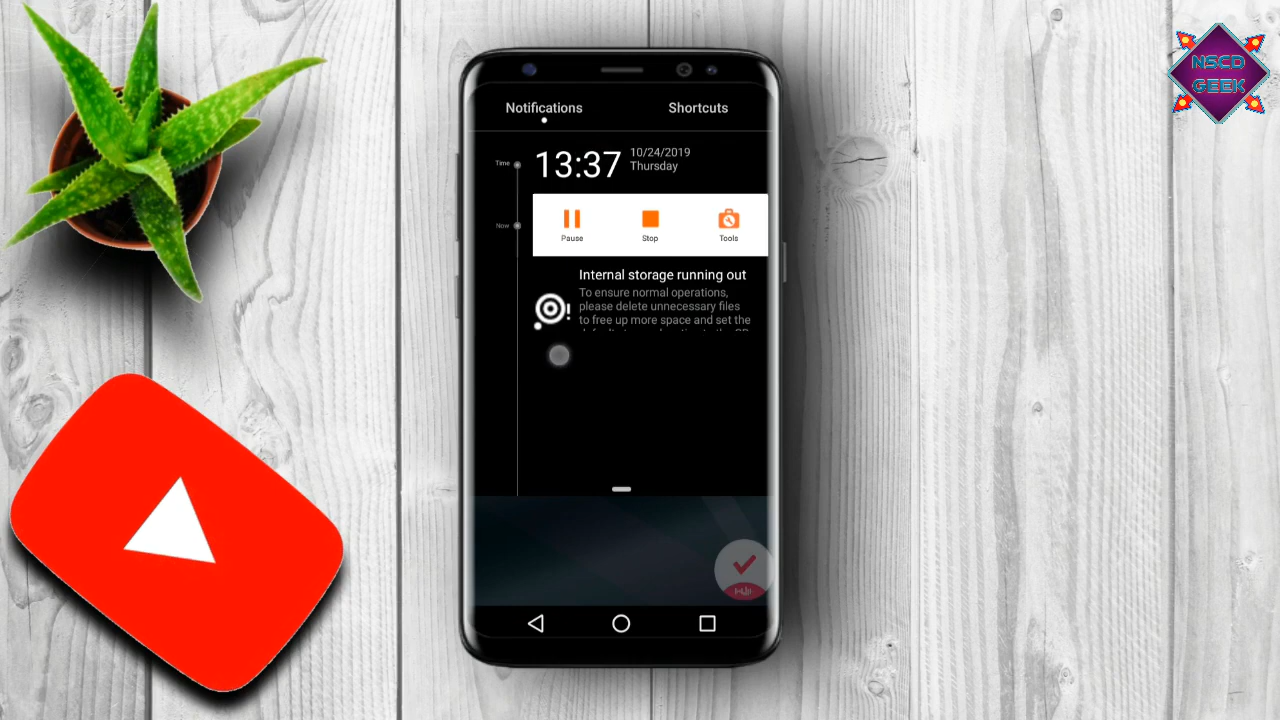 NSCD
GEEK
Notifications
Shortcuts
Time
13:37
10/24/2019
Thursday
Now
Pause
Stop
Tools
Internal storage running out
To ensure normal operations,
please delete unnecessary files
to free up more space and set the